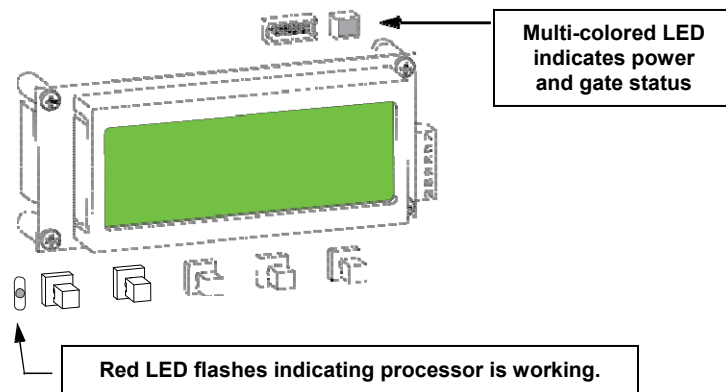 Multi-colored LED
indicates power
and gate status
Red LED flashes indicating processor is working.